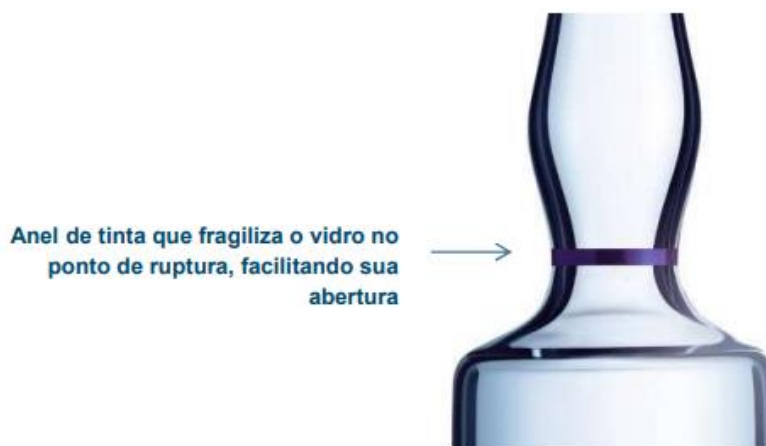 Anel de tinta que fragiliza o vidro no
ponto de ruptura, facilitando sua
abertura